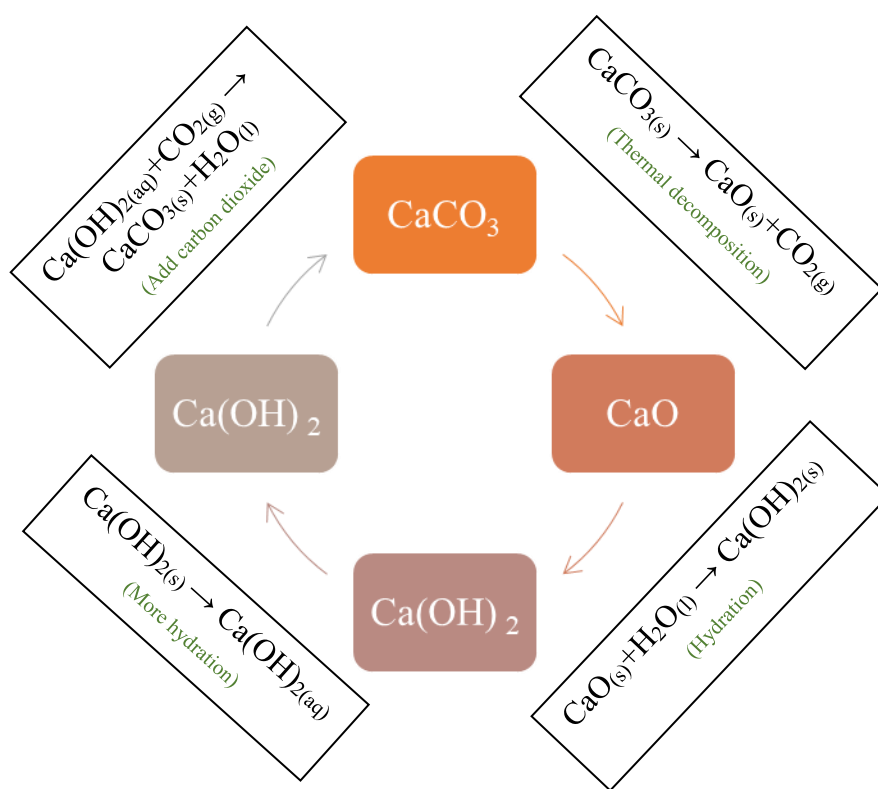 Ca(OH)₂₍aq₎+CO₂₍g₎ →
CaCO₃₍s₎+H₂O₍l₎
(Add carbon dioxide)
CaCO₃₍s₎ → CaO₍s₎+CO₂₍g₎
(Thermal decomposition)
CaCO₃
Ca(OH) ₂
CaO
Ca(OH)₂₍s₎ → Ca(OH)₂₍aq₎
(More hydration)
Ca(OH) ₂
CaO₍s₎+H₂O₍l₎ → Ca(OH)₂₍s₎
(Hydration)